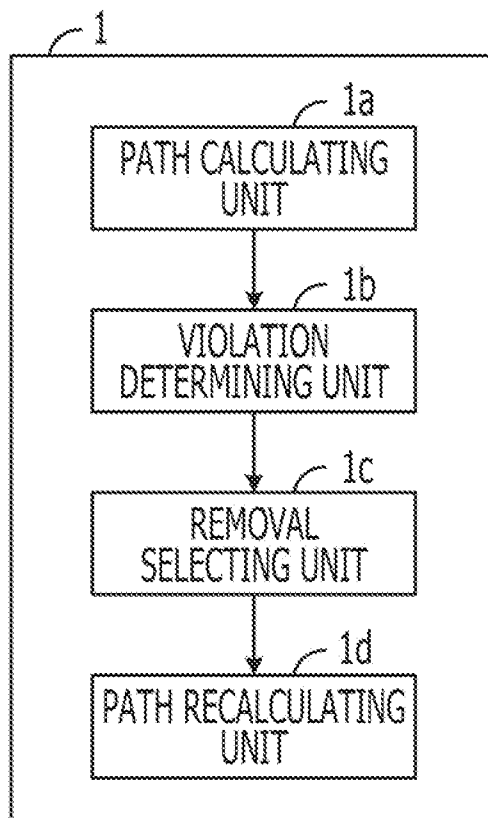 1
1a
PATH CALCULATING
UNIT
1b
VIOLATION
DETERMINING UNIT
1c
REMOVAL
SELECTING UNIT
1d
PATH RECALCULATING
UNIT